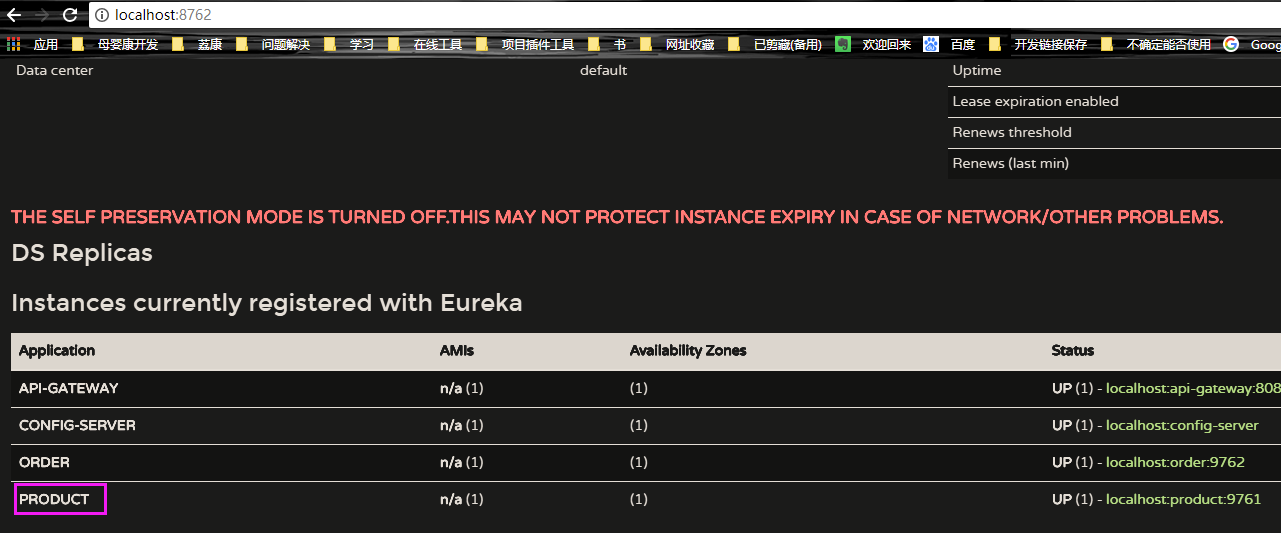 localhost:8762
应用 母婴康开发 荔康 问题解决 学习 在线工具 项目插件工具 书 网址收藏 已剪藏(备用) 欢迎回来 百度 开发链接保存 不确定能否使用 Goog
Data center default Uptime
Lease expiration enabled
Renews threshold
Renews (last min)
THE SELF PRESERVATION MODE IS TURNED OFF.THIS MAY NOT PROTECT INSTANCE EXPIRY IN CASE OF NETWORK/OTHER PROBLEMS.
DS Replicas
Instances currently registered with Eureka
Application AMIs Availability Zones Status
API-GATEWAY n/a (1) (1) UP (1) - localhost:api-gateway:808
CONFIG-SERVER n/a (1) (1) UP (1) - localhost:config-server
ORDER n/a (1) (1) UP (1) - localhost:order:9762
PRODUCT n/a (1) (1) UP (1) - localhost:product:9761